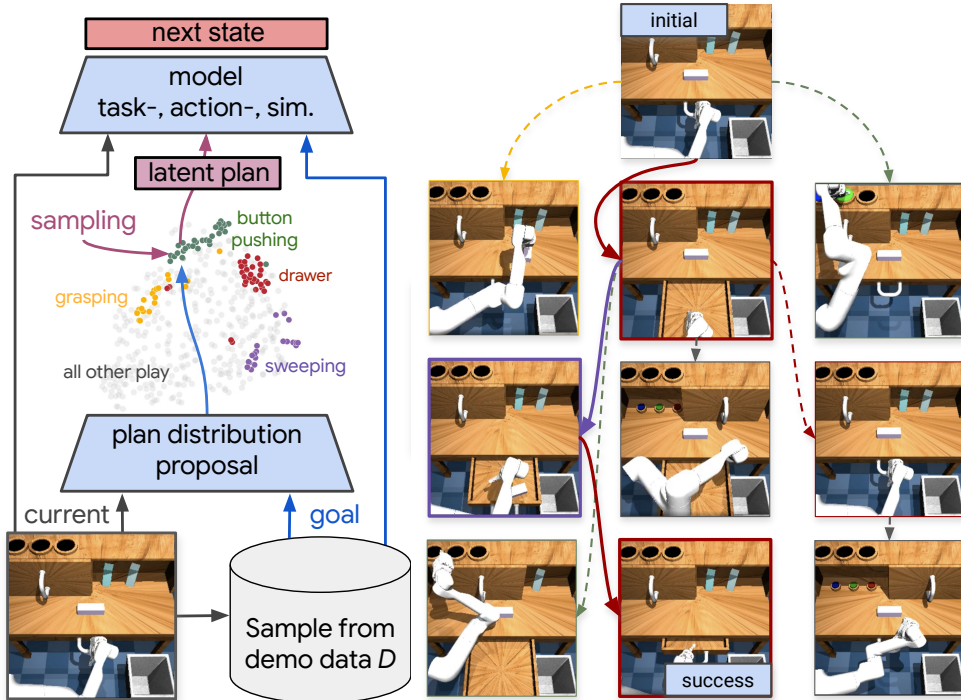 next state
model
task-, action-, sim.
latent plan
sampling
button
pushing
drawer
grasping
all other play
sweeping
plan distribution
proposal
current
goal
Sample from
demo data D
initial
success